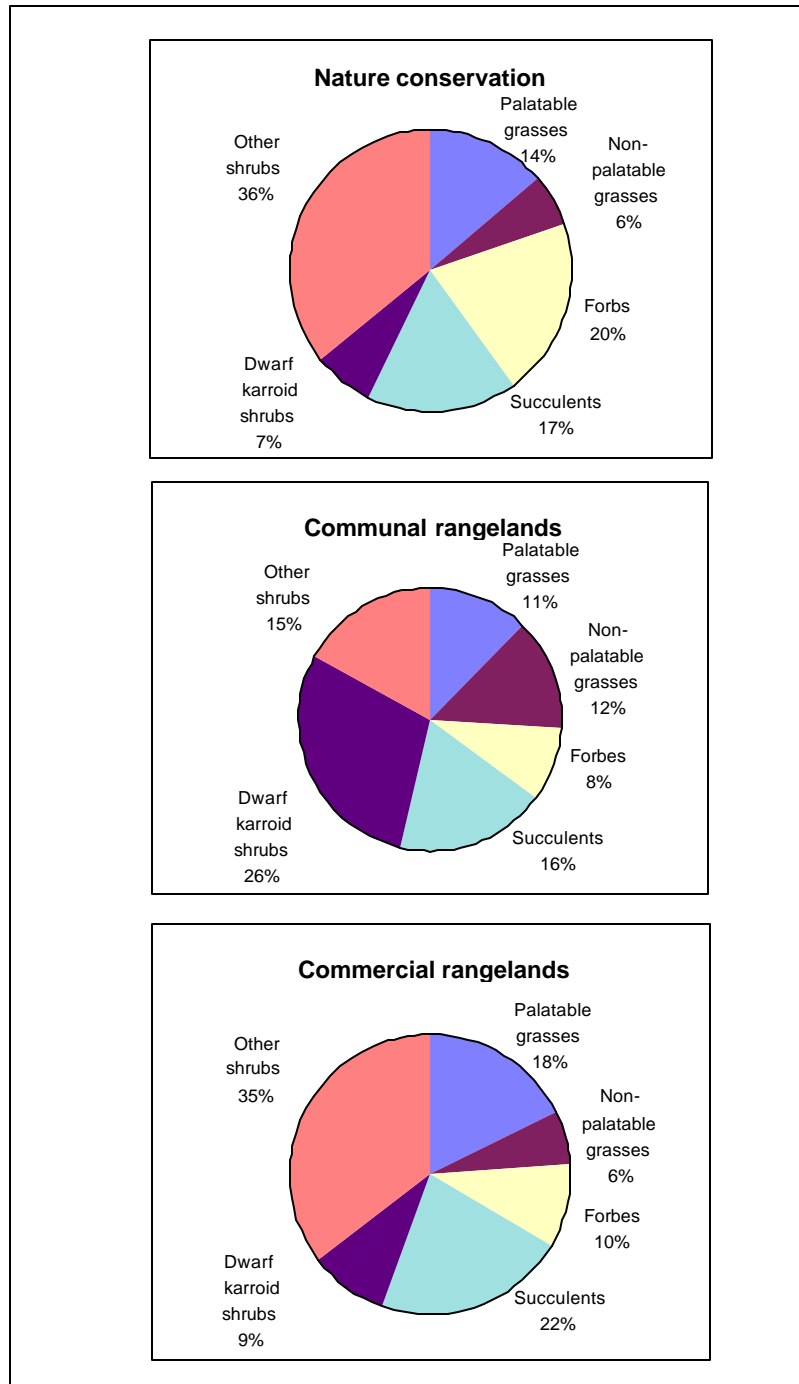 Nature conservation
Palatable
grasses
14%
Non-
palatable
grasses
6%
Forbs
20%
Succulents
17%
Dwarf
karroid
shrubs
7%
Other
shrubs
36%
Communal rangelands
Palatable
grasses
11%
Non-
palatable
grasses
12%
Forbes
8%
Succulents
16%
Dwarf
karroid
shrubs
26%
Other
shrubs
15%
Commercial rangelands
Palatable
grasses
18%
Non-
palatable
grasses
6%
Forbes
10%
Succulents
22%
Dwarf
karroid
shrubs
9%
Other
shrubs
35%